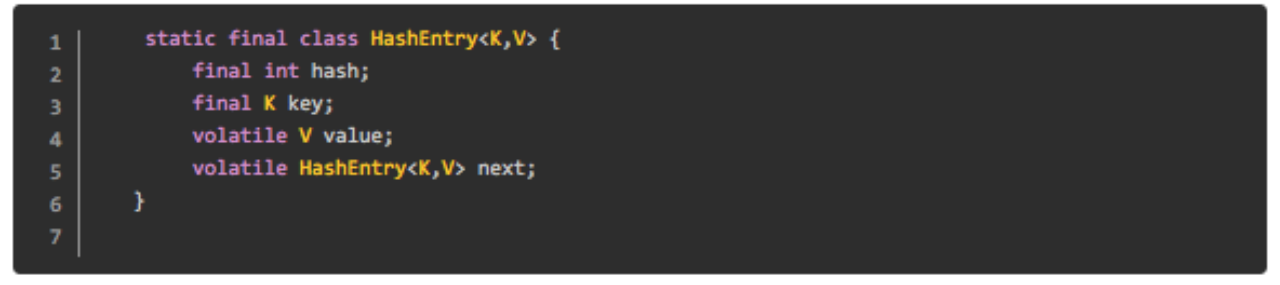 1 static final class HashEntry<K,V> {
2 final int hash;
3 final K key;
4 volatile V value;
5 volatile HashEntry<K,V> next;
6 }
7